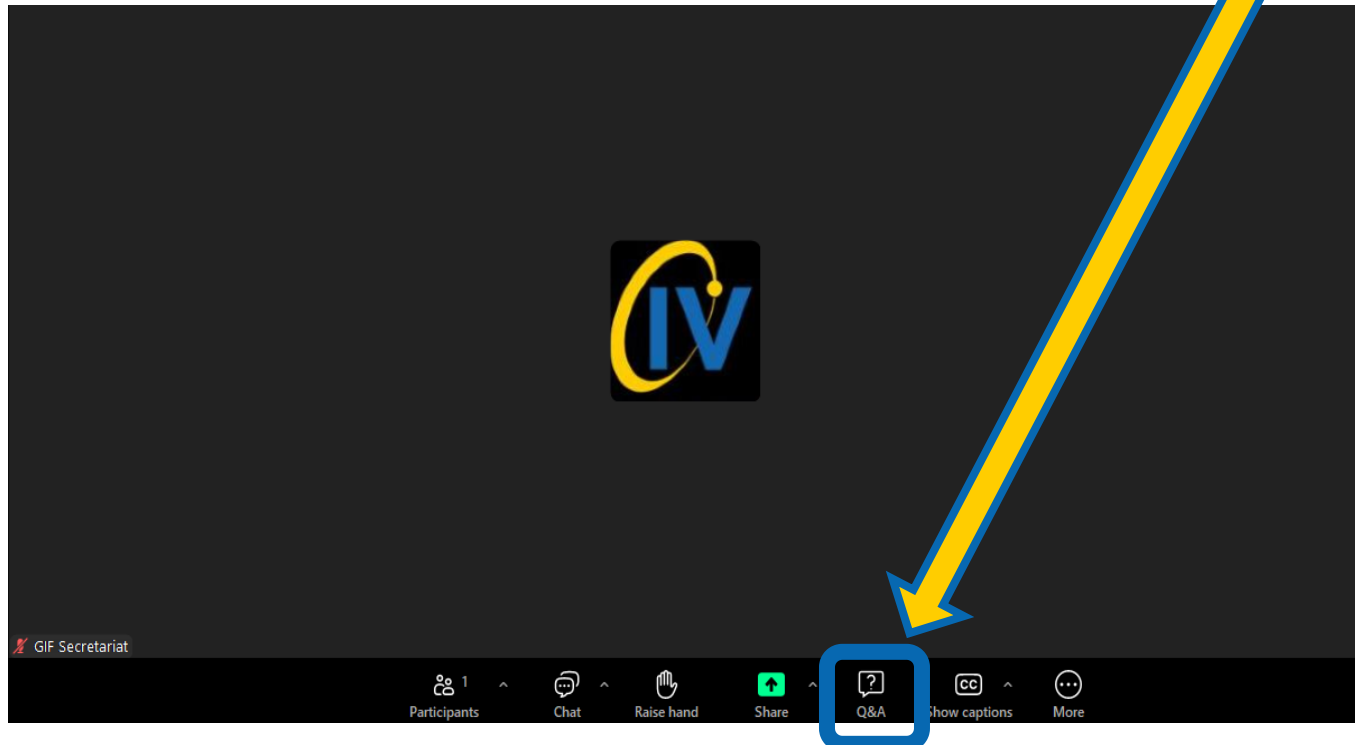 IV
GIF Secretariat
1
Participants
Chat
Raise hand
Share
Q&A
Show captions
More
CC